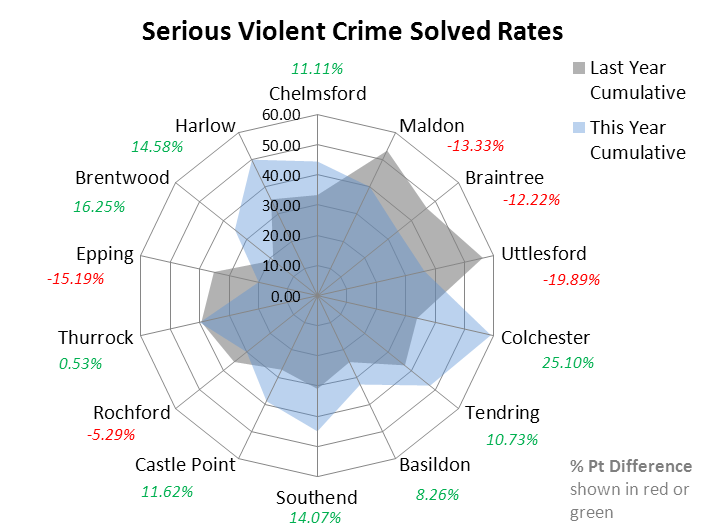 Serious Violent Crime Solved Rates
11.11%
Chelmsford
Last Year
Cumulative
This Year
Cumulative
Maldon
-13.33%
Braintree
-12.22%
Uttlesford
-19.89%
Colchester
25.10%
Tendring
10.73%
Basildon
8.26%
Southend
14.07%
Castle Point
11.62%
Rochford
-5.29%
Thurrock
0.53%
Epping
-15.19%
Brentwood
16.25%
Harlow
14.58%
60.00
50.00
40.00
30.00
20.00
10.00
0.00
% Pt Difference
shown in red or
green